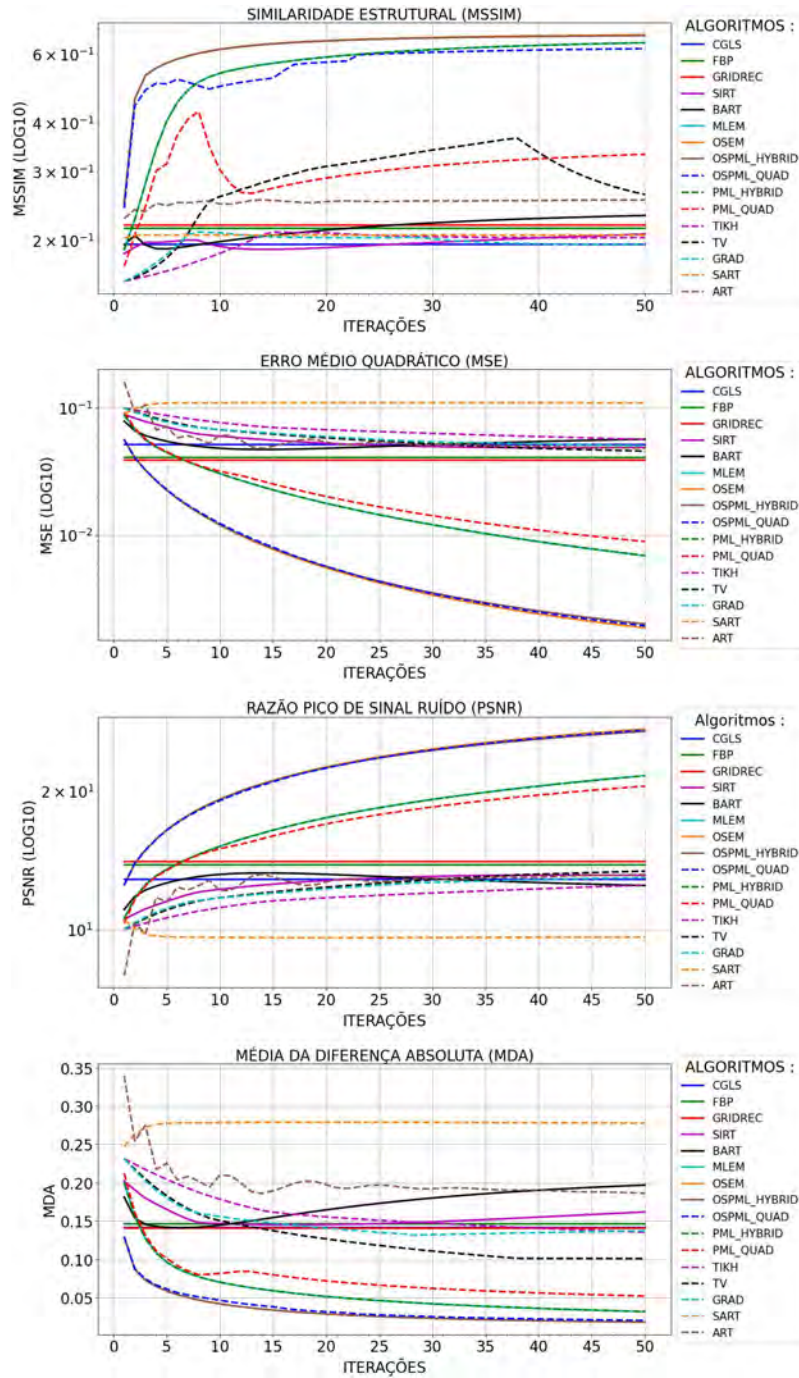 SIMILARIDADE ESTRUTURAL (MSSIM)
MSSIM (LOG10)
6 × 10⁻¹
4 × 10⁻¹
3 × 10⁻¹
2 × 10⁻¹
0 5 10 15 20 25 30 35 40 45 50
ITERAÇÕES
ALGORITMOS :
CGLS
FBP
GRIDREC
SIRT
BART
MLEM
OSEM
OSPML_HYBRID
OSPML_QUAD
PML_HYBRID
PML_QUAD
TIKH
TV
GRAD
SART
ART
ERRO MÉDIO QUADRÁTICO (MSE)
MSE (LOG10)
10⁻¹
10⁻²
0 5 10 15 20 25 30 35 40 45 50
ITERAÇÕES
ALGORITMOS :
CGLS
FBP
GRIDREC
SIRT
BART
MLEM
OSEM
OSPML_HYBRID
OSPML_QUAD
PML_HYBRID
PML_QUAD
TIKH
TV
GRAD
SART
ART
RAZÃO PICO DE SINAL RUÍDO (PSNR)
PSNR (LOG10)
2 × 10¹
10¹
0 5 10 15 20 25 30 35 40 45 50
ITERAÇÕES
Algoritmos :
CGLS
FBP
GRIDREC
SIRT
BART
MLEM
OSEM
OSPML_HYBRID
OSPML_QUAD
PML_HYBRID
PML_QUAD
TIKH
TV
GRAD
SART
ART
MÉDIA DA DIFERENÇA ABSOLUTA (MDA)
MDA
0.35
0.30
0.25
0.20
0.15
0.10
0.05
0 5 10 15 20 25 30 35 40 45 50
ITERAÇÕES
ALGORITMOS :
CGLS
FBP
GRIDREC
SIRT
BART
MLEM
OSEM
OSPML_HYBRID
OSPML_QUAD
PML_HYBRID
PML_QUAD
TIKH
TV
GRAD
SART
ART